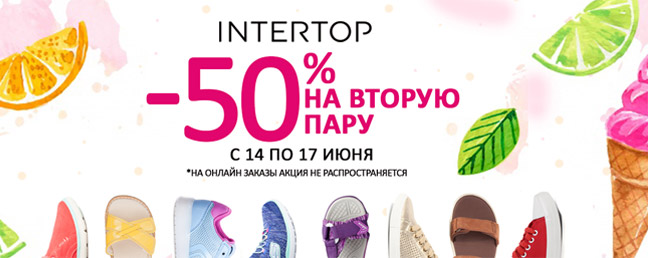 INTERTOP
-50%
НА ВТОРУЮ
ПАРУ
С 14 ПО 17 ИЮНЯ
*НА ОНЛАЙН ЗАКАЗЫ АКЦИЯ НЕ РАСПРОСТРАНЯЕТСЯ